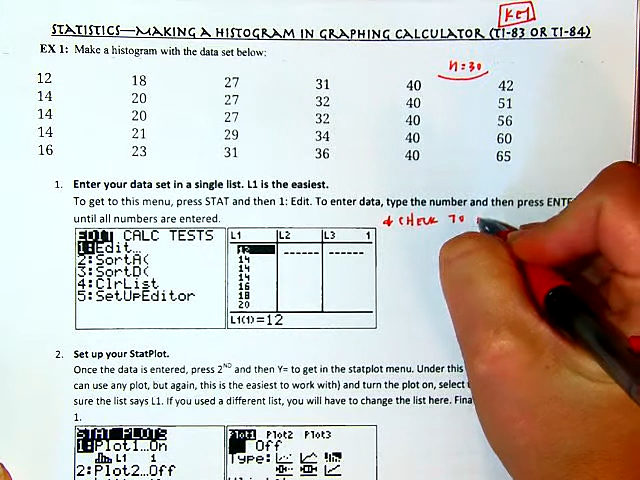 KEY
STATISTICS—MAKING A HISTOGRAM IN GRAPHING CALCULATOR (TI-83 OR TI-84)
EX 1: Make a histogram with the data set below:
n=30
12 18 27 31 40 42
14 20 27 32 40 51
14 20 27 32 40 56
14 21 29 34 40 60
16 23 31 36 40 65
1. Enter your data set in a single list. L1 is the easiest.
To get to this menu, press STAT and then 1: Edit. To enter data, type the number and then press ENTE
until all numbers are entered.
* CHECK TO
EDIT CALC TESTS
1:Edit…
2:SortA(
3:SortD(
4:ClrList
5:SetUpEditor
L1 L2 L3 1
12 ------ ------
14
14
14
16
18
20
L1(1)=12
2. Set up your StatPlot.
Once the data is entered, press 2ND and then Y= to get in the statplot menu. Under this
can use any plot, but again, this is the easiest to work with) and turn the plot on, select
sure the list says L1. If you used a different list, you will have to change the list here. Fina
1.
STAT PLOTS
1:Plot1…On
L1 1
2:Plot2…Off
Plot1 Plot2 Plot3
Off
Type: